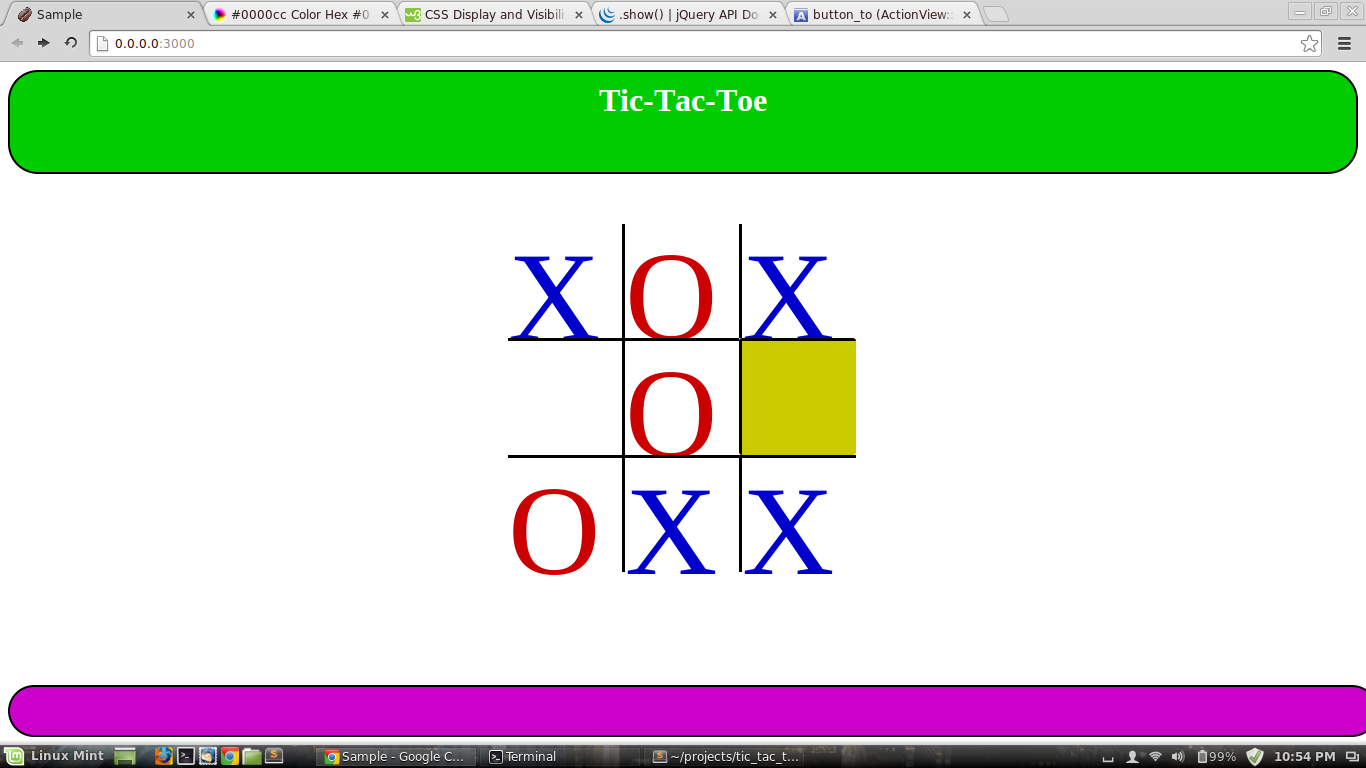 Sample
#0000cc Color Hex #0
CSS Display and Visibili
.show() | jQuery API Do
button_to (ActionView::
0.0.0.0:3000
Tic-Tac-Toe
X O X
O
O X X
Linux Mint
Sample - Google C...
Terminal
~/projects/tic_tac_t...
99%
10:54 PM